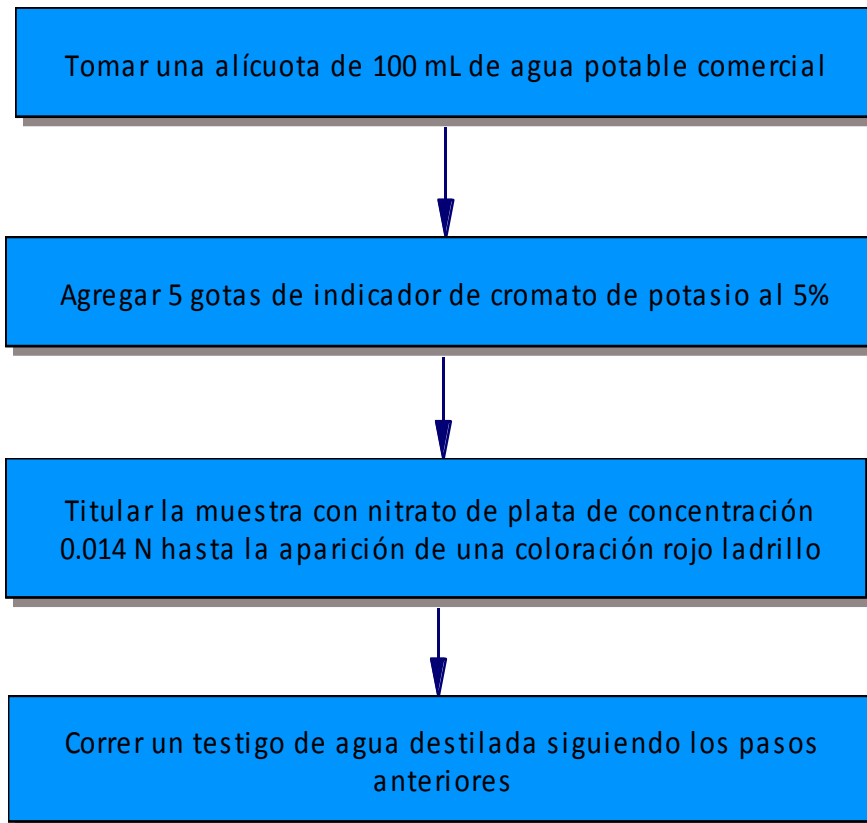 Tomar una alícuota de 100 mL de agua potable comercial
Agregar 5 gotas de indicador de cromato de potasio al 5%
Titular la muestra con nitrato de plata de concentración
0.014 N hasta la aparición de una coloración rojo ladrillo
Correr un testigo de agua destilada siguiendo los pasos
anteriores